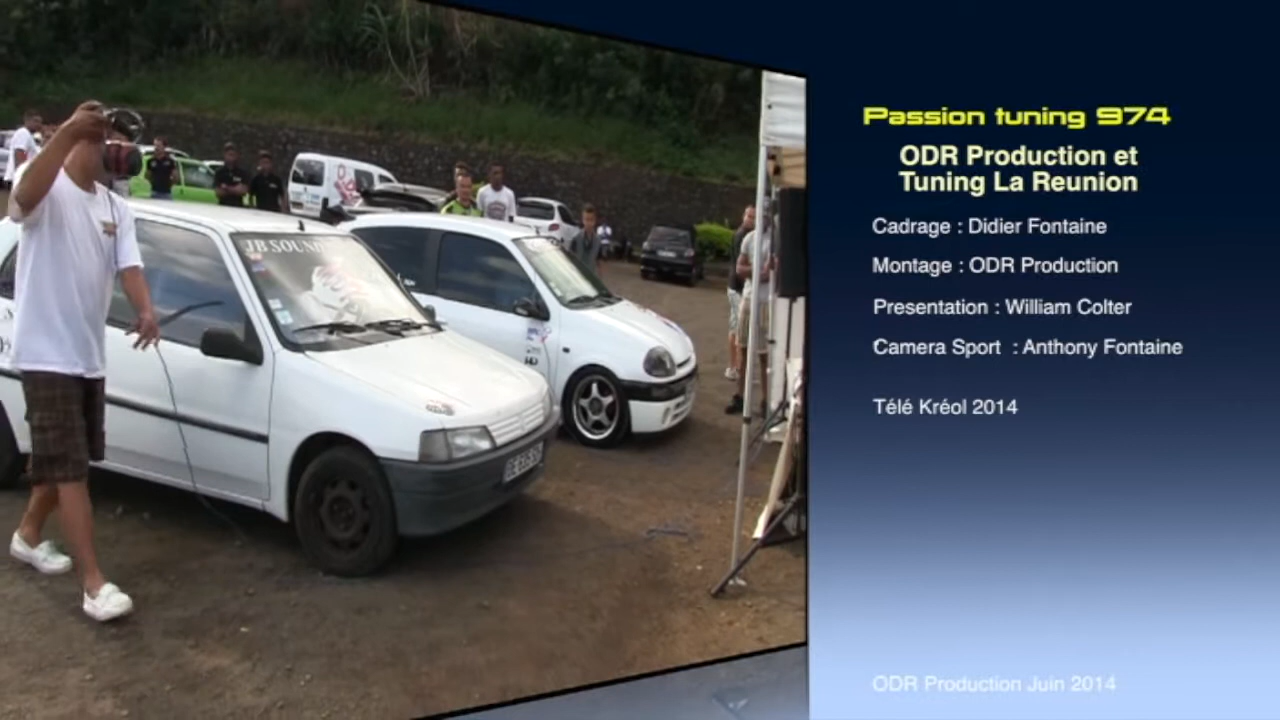 Passion tuning 974
ODR Production et
Tuning La Reunion
Cadrage : Didier Fontaine
Montage : ODR Production
Presentation : William Colter
Camera Sport : Anthony Fontaine
Télé Kréol 2014
ODR Production Juin 2014
JB SOUND